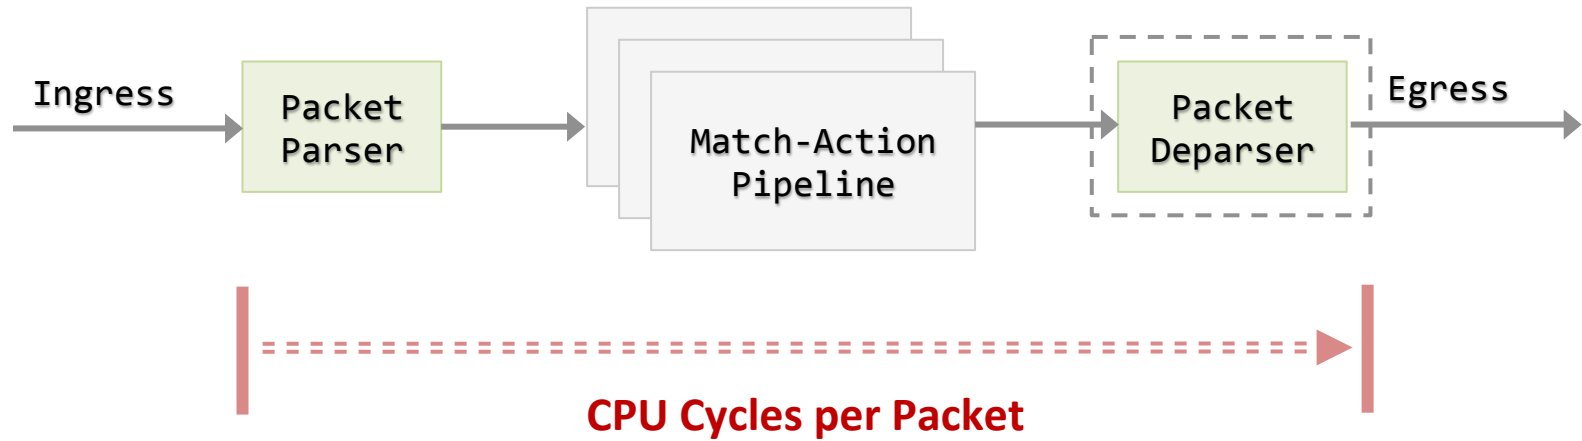 Ingress
Packet
Parser
Match-Action
Pipeline
Packet
Deparser
Egress
CPU Cycles per Packet